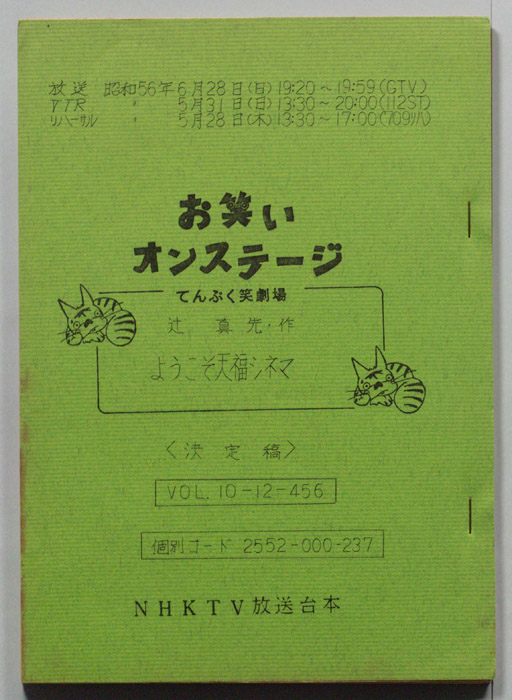 放送 昭和56年6月28日(日)19:20~19:59(GTV)
VTR 〃 5月31日(日)13:30~20:00(112ST)
リハーサル 〃 5月28日(木)13:30~17:00(709リハ)
お笑い
オンステージ
てんぷく笑劇場
辻 真先・作
ようこそ天福シネマ
〈決定稿〉
VOL. 10-12-456
個別コード 2552-000-237
NHKTV放送台本